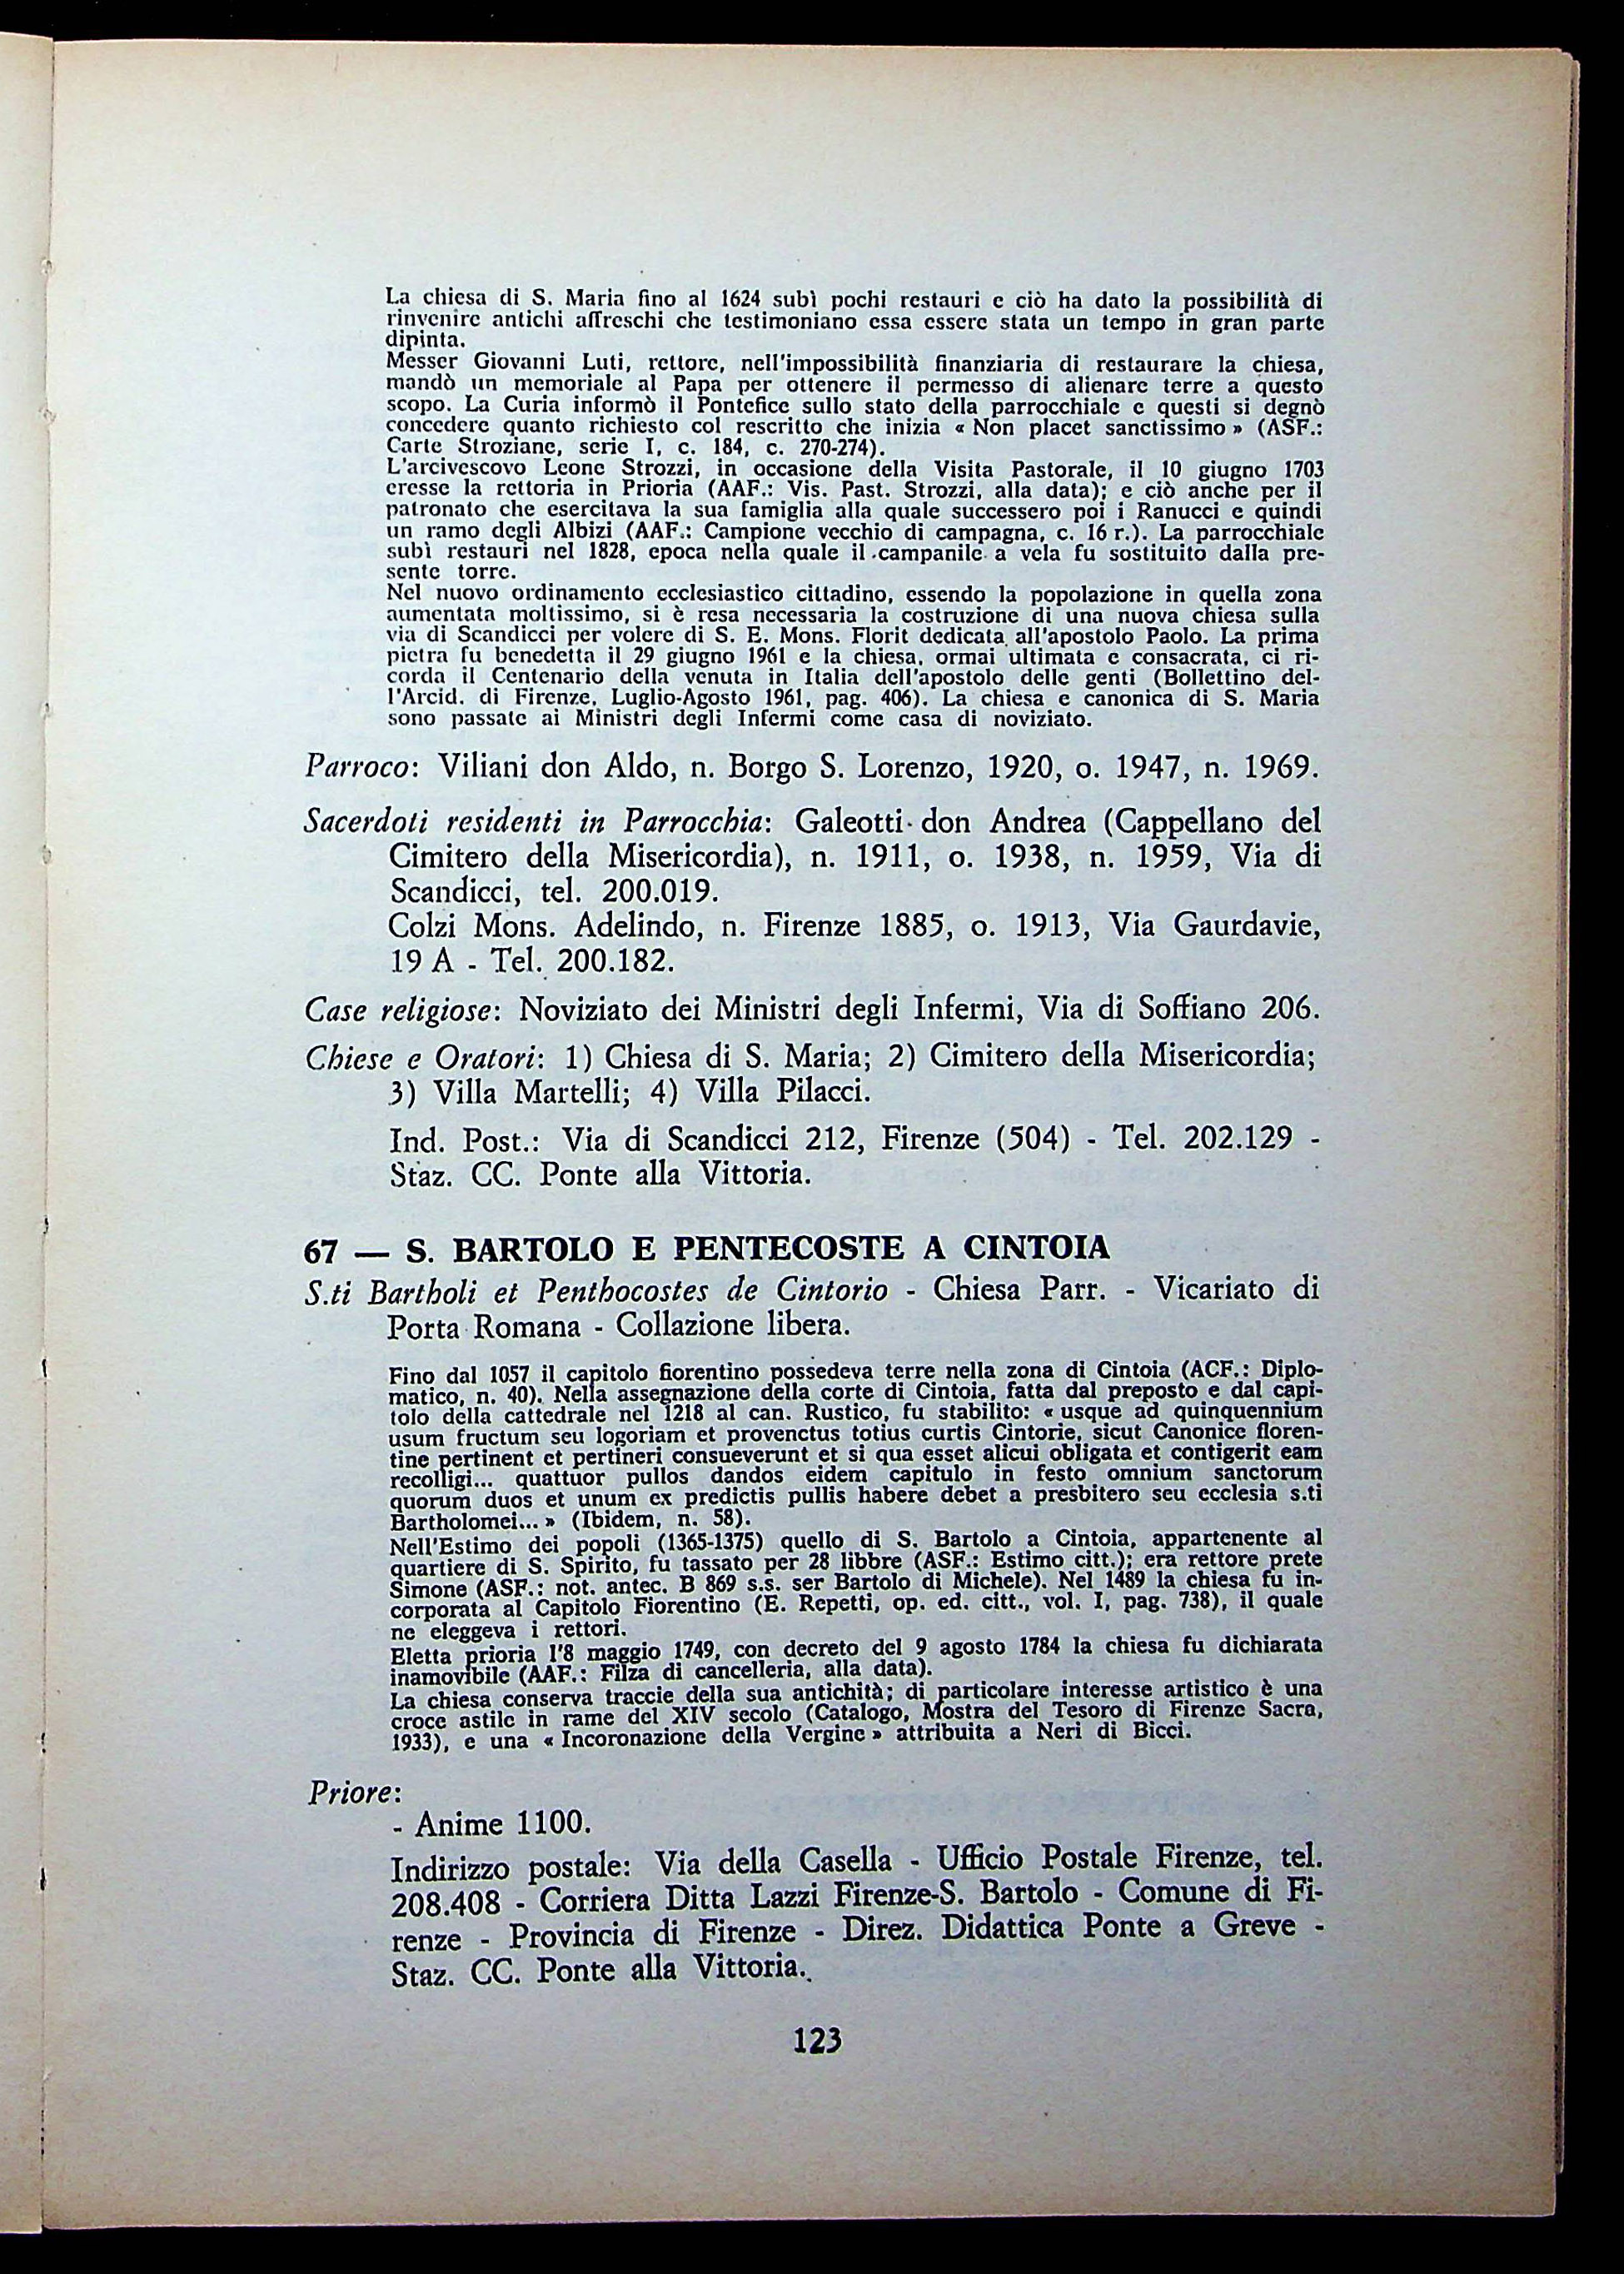 La chiesa di S. Maria fino al 1624 subì pochi restauri e ciò ha dato la possibilità di
rinvenire antichi affreschi che testimoniano essa essere stata un tempo in gran parte
dipinta.
Messer Giovanni Luti, rettore, nell'impossibilità finanziaria di restaurare la chiesa,
mandò un memoriale al Papa per ottenere il permesso di alienare terre a questo
scopo. La Curia informò il Pontefice sullo stato della parrocchiale e questi si degnò
concedere quanto richiesto col rescritto che inizia « Non placet sanctissimo » (ASF.:
Carte Stroziane, serie I, c. 184, c. 270-274).
L'arcivescovo Leone Strozzi, in occasione della Visita Pastorale, il 10 giugno 1703
eresse la rettoria in Prioria (AAF.: Vis. Past. Strozzi, alla data); e ciò anche per il
patronato che esercitava la sua famiglia alla quale successero poi i Ranucci e quindi
un ramo degli Albizi (AAF.: Campione vecchio di campagna, c. 16 r.). La parrocchiale
subì restauri nel 1828, epoca nella quale il campanile a vela fu sostituito dalla pre-
sente torre.
Nel nuovo ordinamento ecclesiastico cittadino, essendo la popolazione in quella zona
aumentata moltissimo, si è resa necessaria la costruzione di una nuova chiesa sulla
via di Scandicci per volere di S. E. Mons. Florit dedicata all'apostolo Paolo. La prima
pietra fu benedetta il 29 giugno 1961 e la chiesa, ormai ultimata e consacrata, ci ri-
corda il Centenario della venuta in Italia dell'apostolo delle genti (Bollettino del-
l'Arcid. di Firenze, Luglio-Agosto 1961, pag. 406). La chiesa e canonica di S. Maria
sono passate ai Ministri degli Infermi come casa di noviziato.
Parroco: Viliani don Aldo, n. Borgo S. Lorenzo, 1920, o. 1947, n. 1969.
Sacerdoti residenti in Parrocchia: Galeotti don Andrea (Cappellano del
Cimitero della Misericordia), n. 1911, o. 1938, n. 1959, Via di
Scandicci, tel. 200.019.
Colzi Mons. Adelindo, n. Firenze 1885, o. 1913, Via Gaurdavie,
19 A - Tel. 200.182.
Case religiose: Noviziato dei Ministri degli Infermi, Via di Soffiano 206.
Chiese e Oratori: 1) Chiesa di S. Maria; 2) Cimitero della Misericordia;
3) Villa Martelli; 4) Villa Pilacci.
Ind. Post.: Via di Scandicci 212, Firenze (504) - Tel. 202.129 -
Staz. CC. Ponte alla Vittoria.
67 — S. BARTOLO E PENTECOSTE A CINTOIA
S.ti Bartholi et Penthocostes de Cintorio - Chiesa Parr. - Vicariato di
Porta Romana - Collazione libera.
Fino dal 1057 il capitolo fiorentino possedeva terre nella zona di Cintoia (ACF.: Diplo-
matico, n. 40). Nella assegnazione della corte di Cintoia, fatta dal preposto e dal capi-
tolo della cattedrale nel 1218 al can. Rustico, fu stabilito: « usque ad quinquennium
usum fructum seu logoriam et provenctus totius curtis Cintorie, sicut Canonice floren-
tine pertinent et pertineri consueverunt et si qua esset alicui obligata et contigerit eam
recolligi... quattuor pullos dandos eidem capitulo in festo omnium sanctorum
quorum duos et unum ex predictis pullis habere debet a presbitero seu ecclesia s.ti
Bartholomei... » (Ibidem, n. 58).
Nell'Estimo dei popoli (1365-1375) quello di S. Bartolo a Cintoia, appartenente al
quartiere di S. Spirito, fu tassato per 28 libbre (ASF.: Estimo citt.); era rettore prete
Simone (ASF.: not. antec. B 869 s.s. ser Bartolo di Michele). Nel 1489 la chiesa fu in-
corporata al Capitolo Fiorentino (E. Repetti, op. ed. citt., vol. I, pag. 738), il quale
ne eleggeva i rettori.
Eletta prioria l'8 maggio 1749, con decreto del 9 agosto 1784 la chiesa fu dichiarata
inamovibile (AAF.: Filza di cancelleria, alla data).
La chiesa conserva traccie della sua antichità; di particolare interesse artistico è una
croce astile in rame del XIV secolo (Catalogo, Mostra del Tesoro di Firenze Sacra,
1933), e una « Incoronazione della Vergine » attribuita a Neri di Bicci.
Priore:
- Anime 1100.
Indirizzo postale: Via della Casella - Ufficio Postale Firenze, tel.
208.408 - Corriera Ditta Lazzi Firenze-S. Bartolo - Comune di Fi-
renze - Provincia di Firenze - Direz. Didattica Ponte a Greve -
Staz. CC. Ponte alla Vittoria.
123